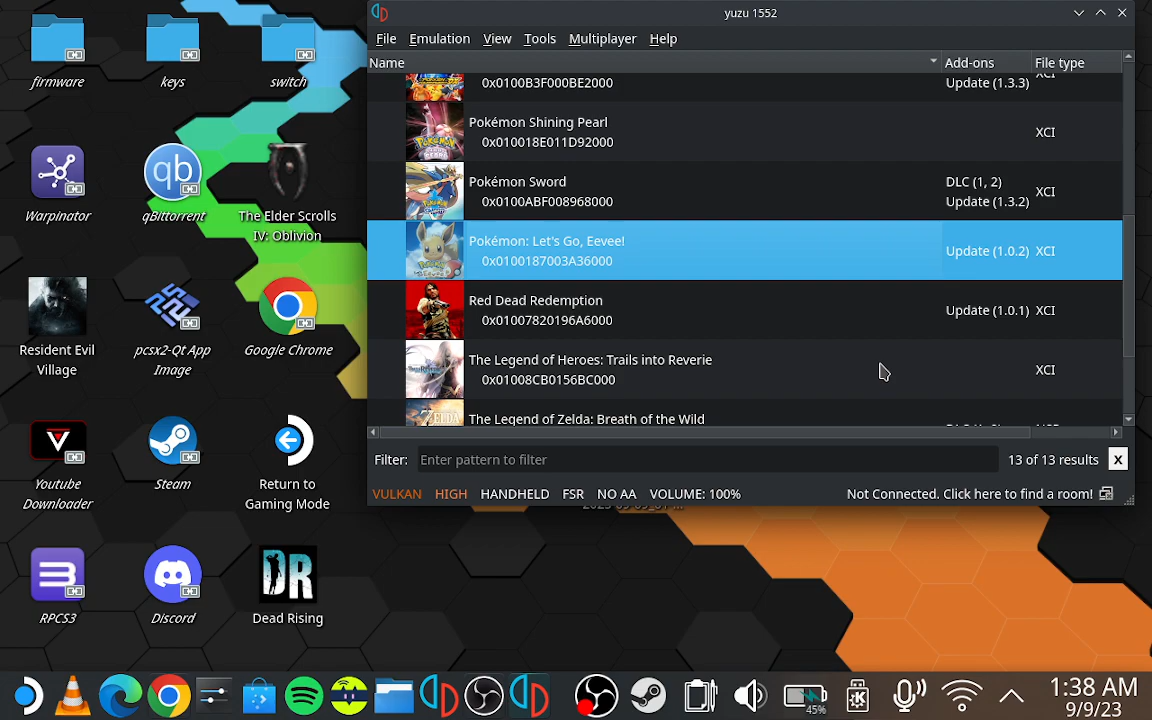 firmware
keys
switch
Warpinator
qBittorrent
The Elder Scrolls
IV: Oblivion
Resident Evil
Village
pcsx2-Qt App
Image
Google Chrome
Youtube
Downloader
Steam
Return to
Gaming Mode
RPCS3
Discord
Dead Rising
yuzu 1552
File Emulation View Tools Multiplayer Help
Name Add-ons File type
0x0100B3F000BE2000 Update (1.3.3) XCI
Pokémon Shining Pearl
0x010018E011D92000
XCI
Pokémon Sword
0x0100ABF008968000
DLC (1, 2)
Update (1.3.2)
XCI
Pokémon: Let's Go, Eevee!
0x0100187003A36000
Update (1.0.2) XCI
Red Dead Redemption
0x01007820196A6000
Update (1.0.1) XCI
The Legend of Heroes: Trails into Reverie
0x01008CB0156BC000
XCI
The Legend of Zelda: Breath of the Wild
Filter: Enter pattern to filter 13 of 13 results X
VULKAN HIGH HANDHELD FSR NO AA VOLUME: 100% Not Connected. Click here to find a room!
45%
1:38 AM
9/9/23